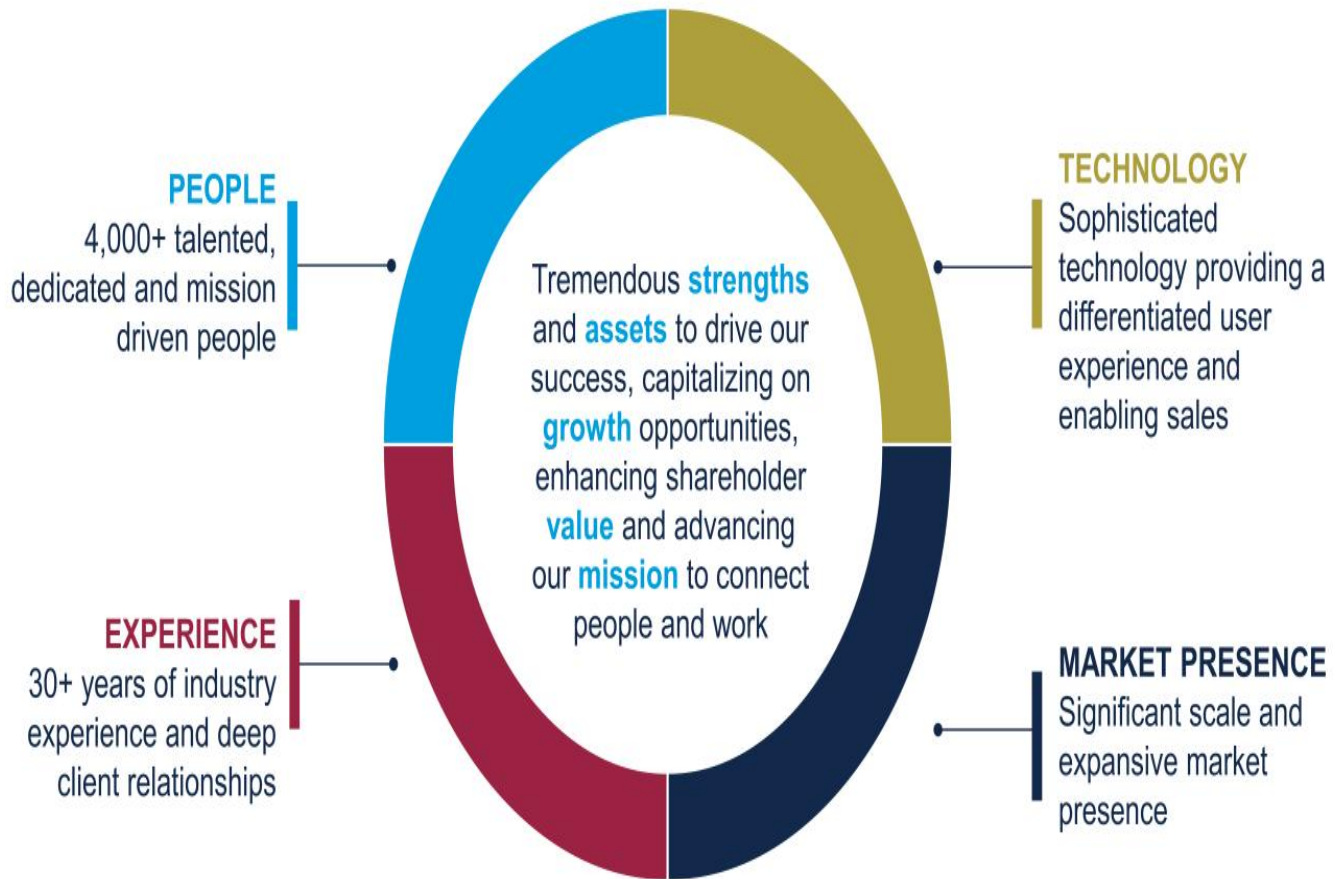 PEOPLE
4,000+ talented,
dedicated and mission
driven people
TECHNOLOGY
Sophisticated
technology providing a
differentiated user
experience and
enabling sales
Tremendous strengths
and assets to drive our
success, capitalizing on
growth opportunities,
enhancing shareholder
value and advancing
our mission to connect
people and work
EXPERIENCE
30+ years of industry
experience and deep
client relationships
MARKET PRESENCE
Significant scale and
expansive market
presence